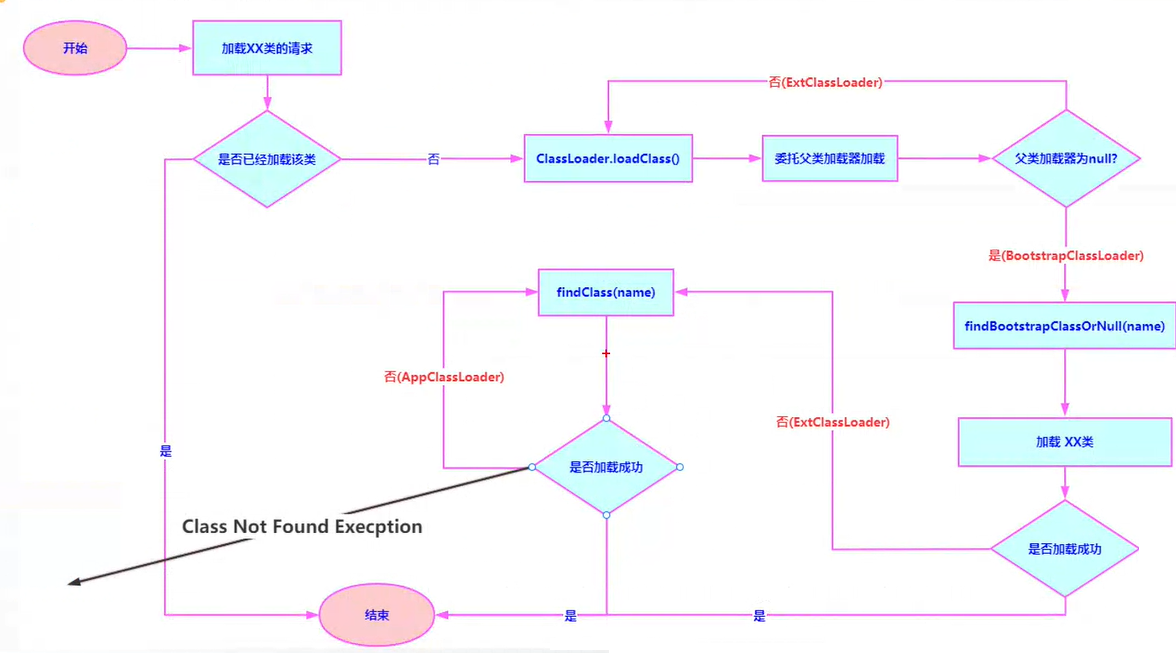 开始
加载XX类的请求
否(ExtClassLoader)
是否已经加载该类
否
ClassLoader.loadClass()
委托父类加载器加载
父类加载器为null?
是(BootstrapClassLoader)
findClass(name)
findBootstrapClassOrNull(name)
否(AppClassLoader)
否(ExtClassLoader)
加载 XX类
是
是否加载成功
Class Not Found Execption
是否加载成功
结束
是
是